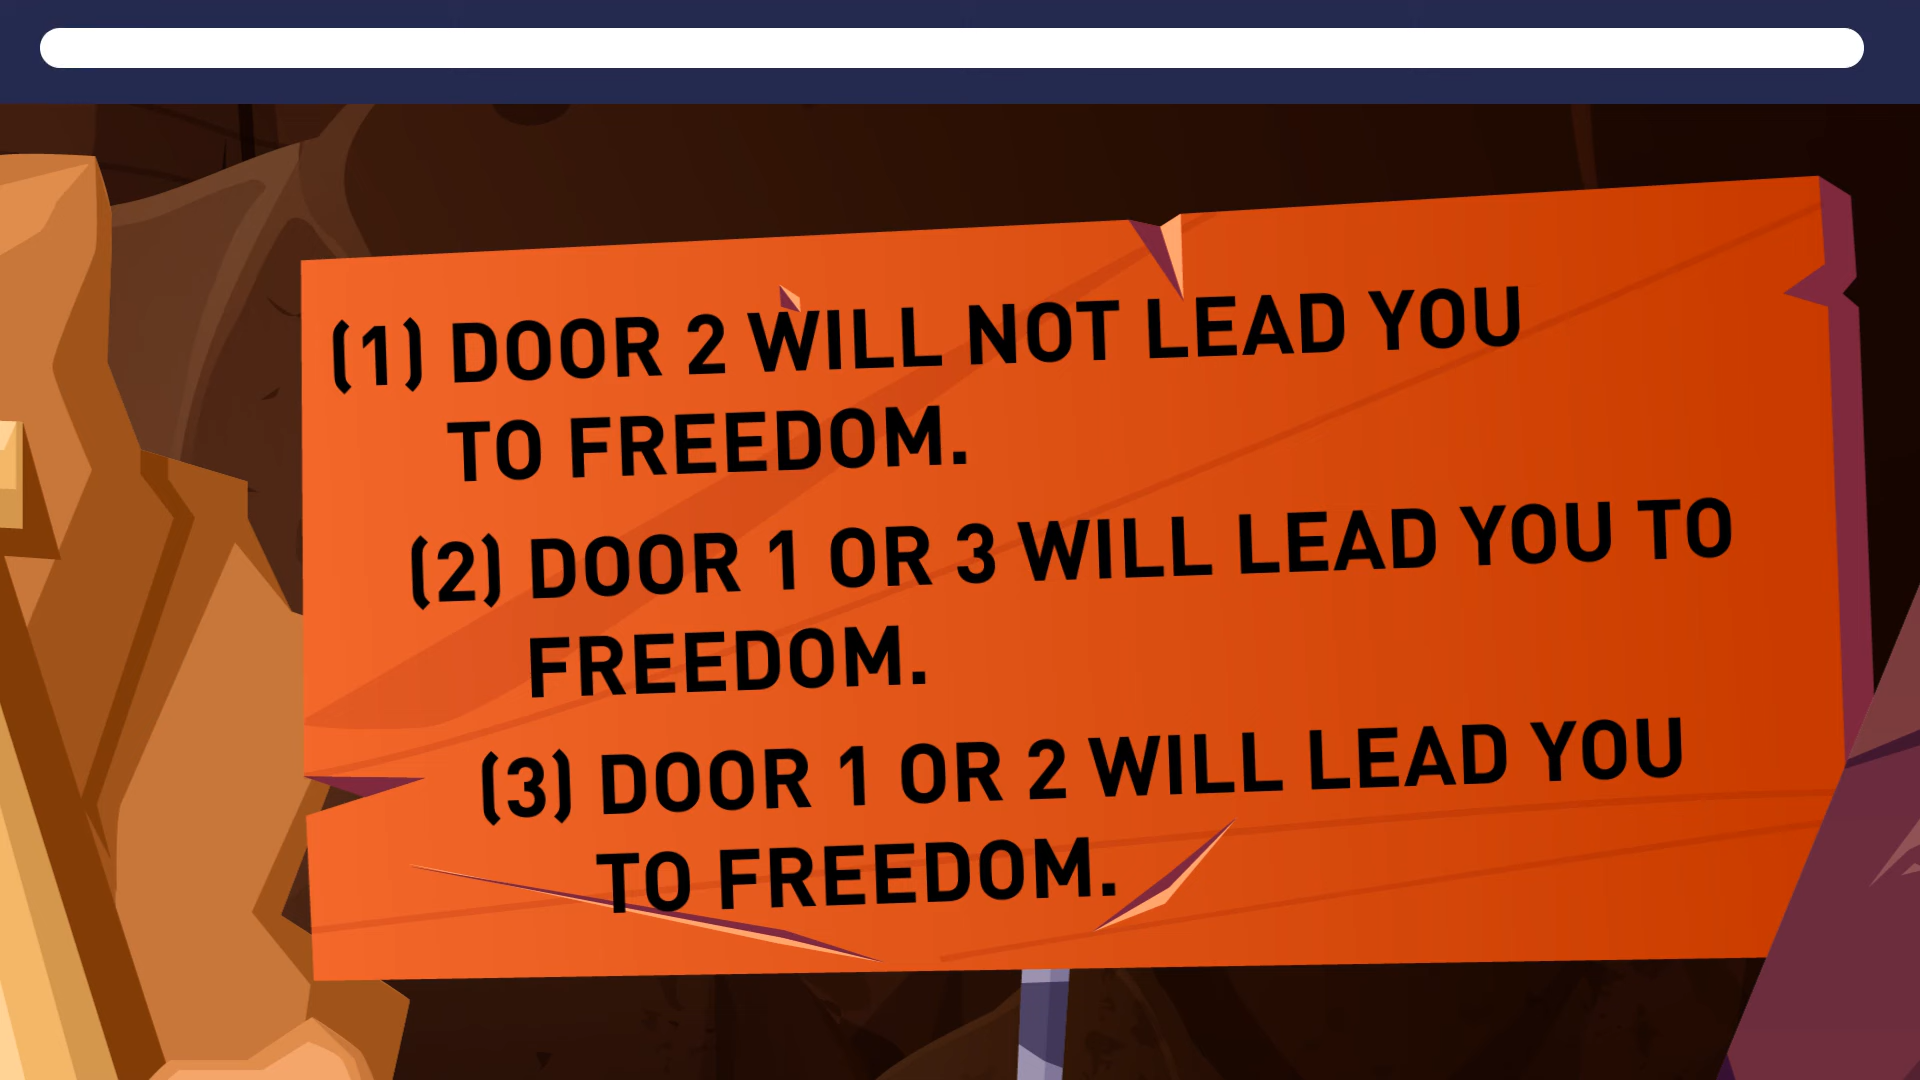 (1) DOOR 2 WILL NOT LEAD YOU
TO FREEDOM.
(2) DOOR 1 OR 3 WILL LEAD YOU TO
FREEDOM.
(3) DOOR 1 OR 2 WILL LEAD YOU
TO FREEDOM.